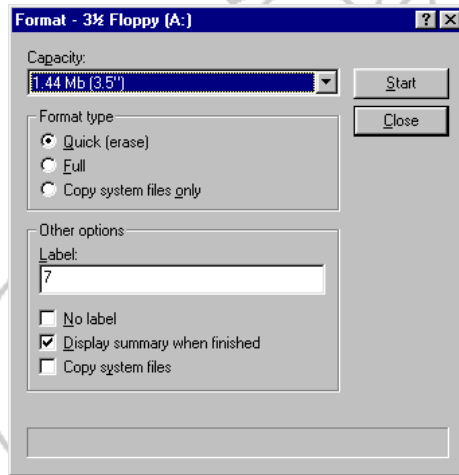 Format - 3½ Floppy (A:)
Capacity:
1.44 Mb (3.5")
Start
Close
Format type
Quick (erase)
Full
Copy system files only
Other options
Label:
7
No label
Display summary when finished
Copy system files